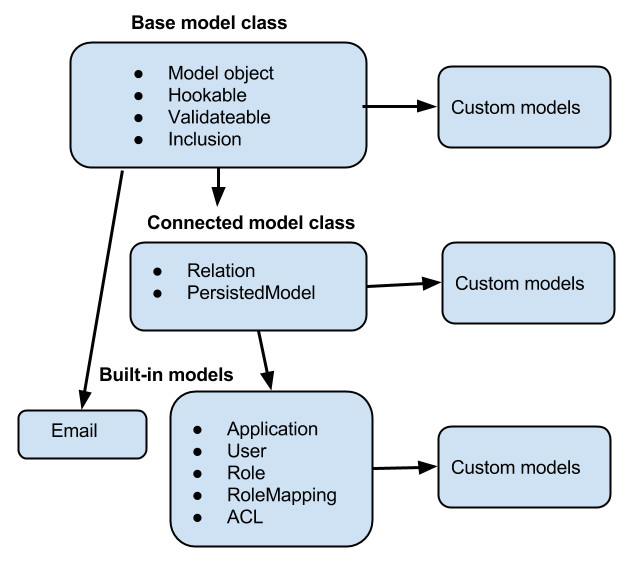 Base model class
● Model object
● Hookable
● Validateable
● Inclusion
Custom models
Connected model class
● Relation
● PersistedModel
Custom models
Built-in models
Email
● Application
● User
● Role
● RoleMapping
● ACL
Custom models